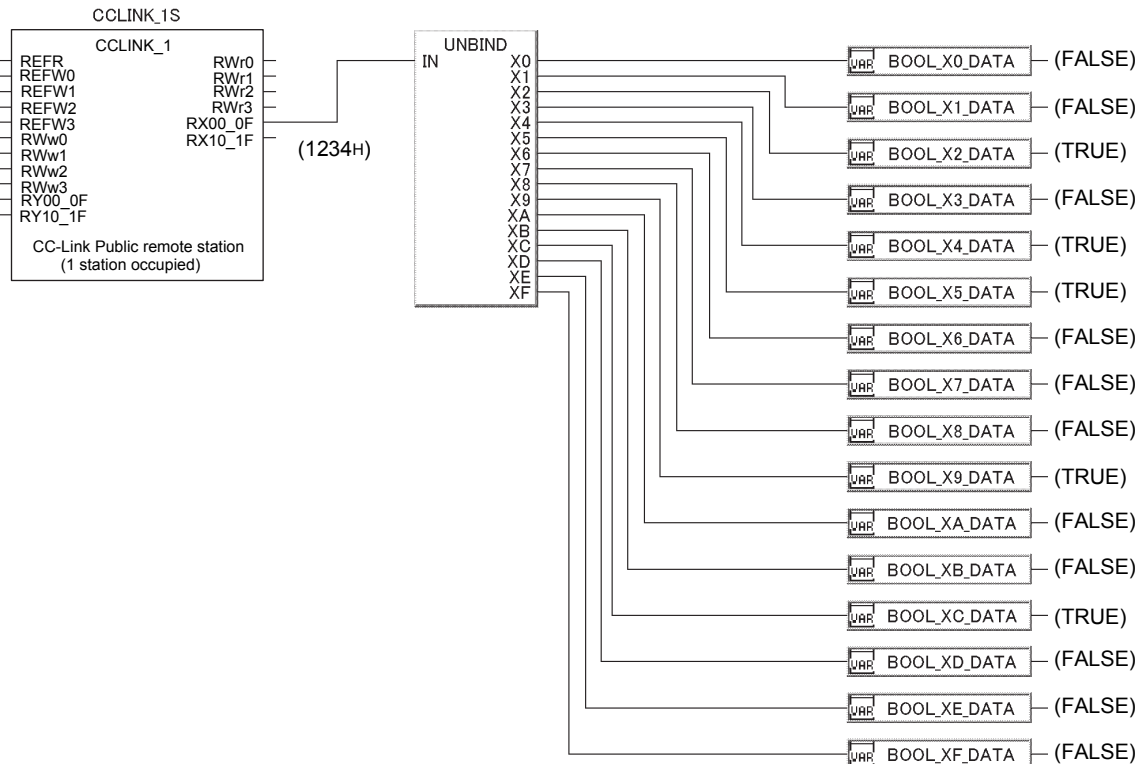 CCLINK_1S
CCLINK_1
REFR
REFW0
REFW1
REFW2
REFW3
RWw0
RWw1
RWw2
RWw3
RY00_0F
RY10_1F
RWr0
RWr1
RWr2
RWr3
RX00_0F
RX10_1F
CC-Link Public remote station
(1 station occupied)
(1234H)
UNBIND
IN
X0
X1
X2
X3
X4
X5
X6
X7
X8
X9
XA
XB
XC
XD
XE
XF
VAR BOOL_X0_DATA (FALSE)
VAR BOOL_X1_DATA (FALSE)
VAR BOOL_X2_DATA (TRUE)
VAR BOOL_X3_DATA (FALSE)
VAR BOOL_X4_DATA (TRUE)
VAR BOOL_X5_DATA (TRUE)
VAR BOOL_X6_DATA (FALSE)
VAR BOOL_X7_DATA (FALSE)
VAR BOOL_X8_DATA (FALSE)
VAR BOOL_X9_DATA (TRUE)
VAR BOOL_XA_DATA (FALSE)
VAR BOOL_XB_DATA (FALSE)
VAR BOOL_XC_DATA (TRUE)
VAR BOOL_XD_DATA (FALSE)
VAR BOOL_XE_DATA (FALSE)
VAR BOOL_XF_DATA (FALSE)